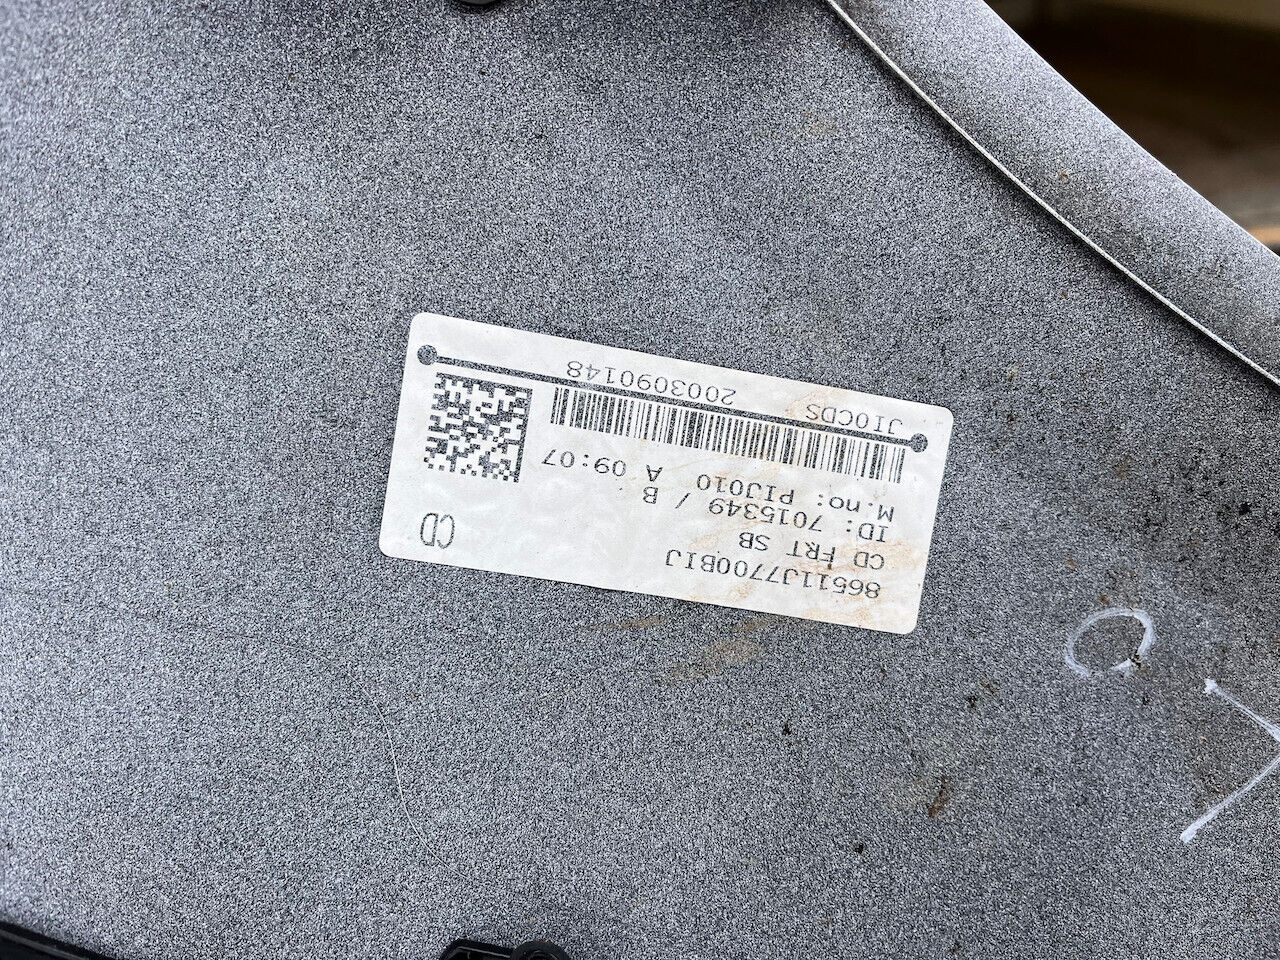 86511J7700BIJ
CD FRT SB
ID: 7015349 / B
M.no: PIJ010 A 09:07
CD
JI0CDS 2003090148